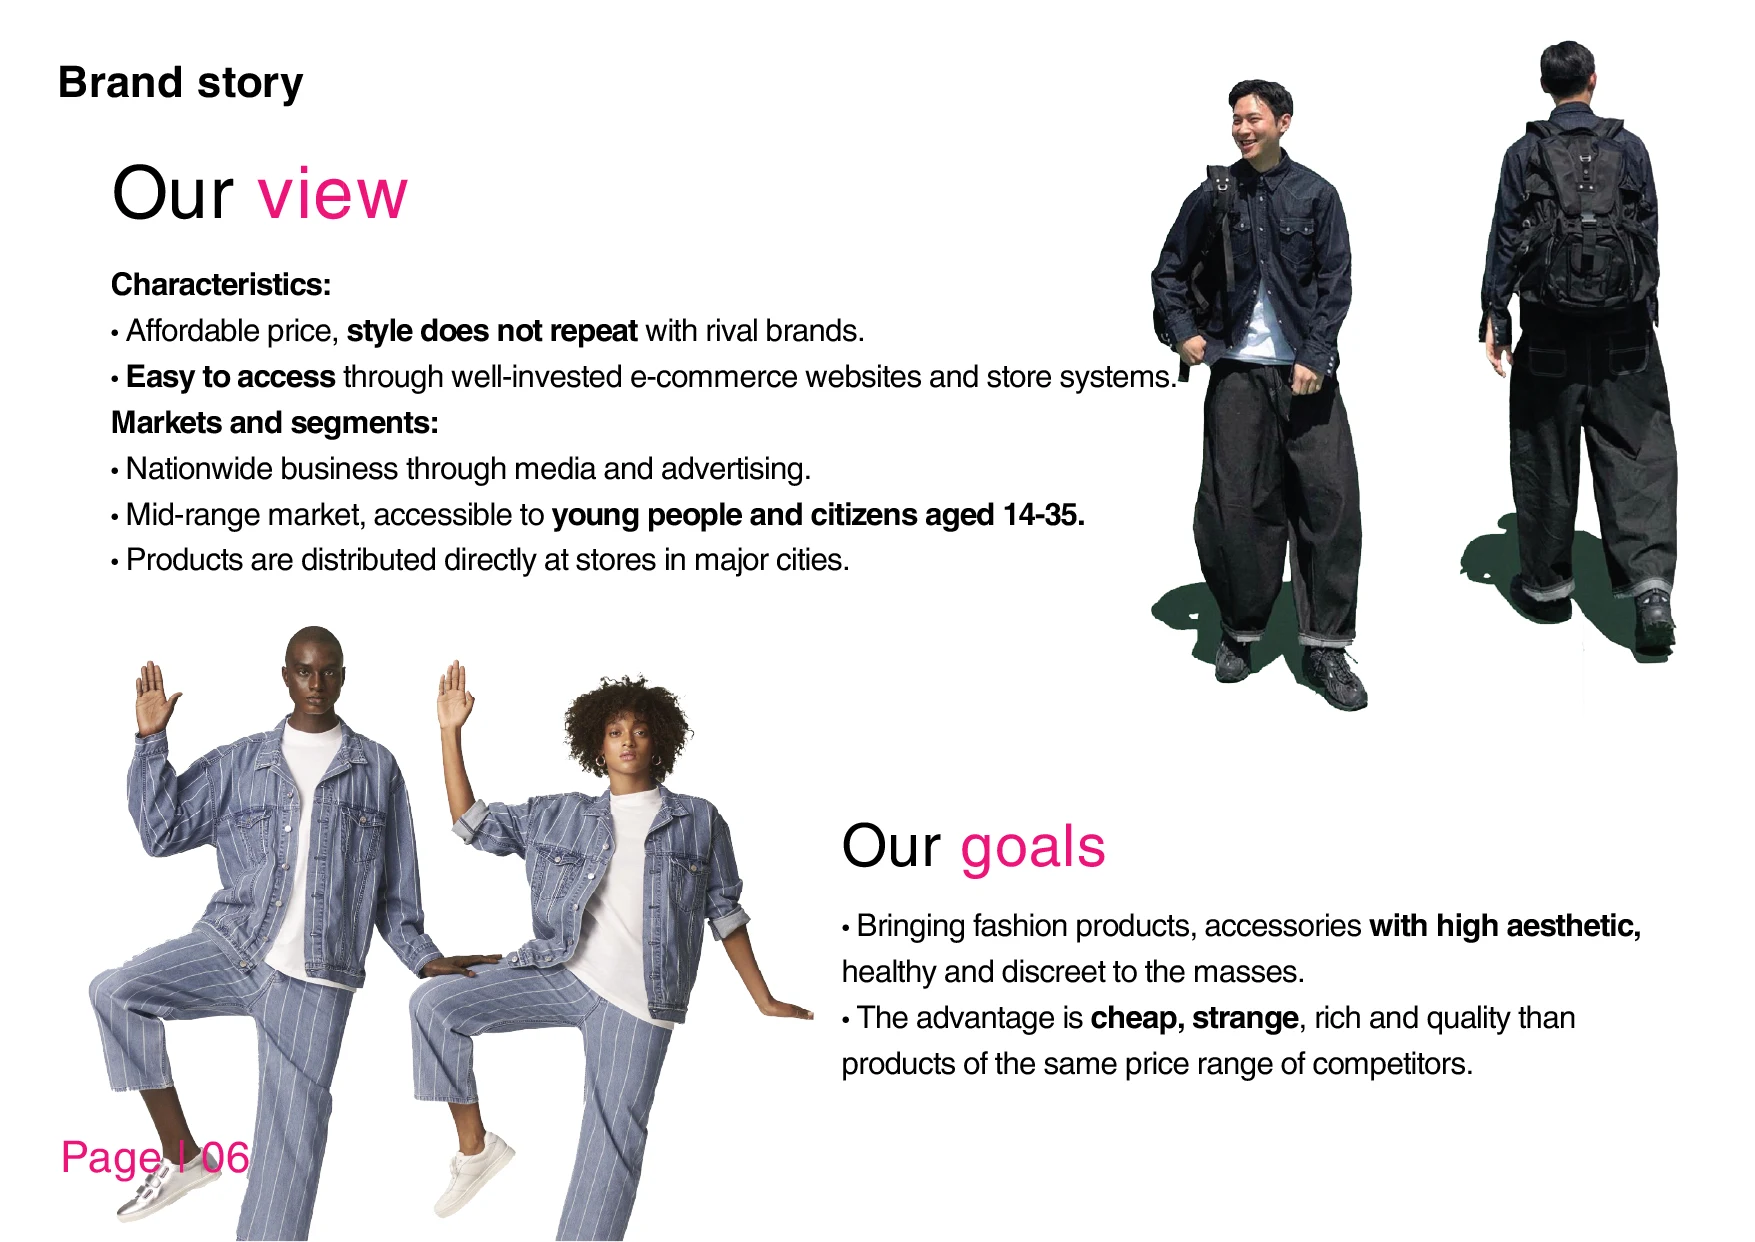 Brand story
Our view
Characteristics:
• Affordable price, style does not repeat with rival brands.
• Easy to access through well-invested e-commerce websites and store systems.
Markets and segments:
• Nationwide business through media and advertising.
• Mid-range market, accessible to young people and citizens aged 14-35.
• Products are distributed directly at stores in major cities.
Our goals
• Bringing fashion products, accessories with high aesthetic,
healthy and discreet to the masses.
• The advantage is cheap, strange, rich and quality than
products of the same price range of competitors.
Page | 06